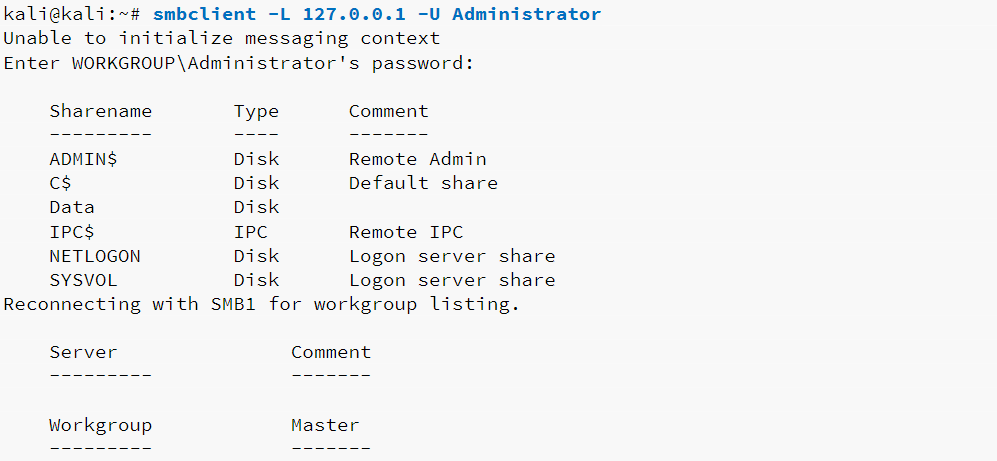 kali@kali:~# smbclient -L 127.0.0.1 -U Administrator
Unable to initialize messaging context
Enter WORKGROUP\Administrator's password:
Sharename Type Comment
--------- ---- -------
ADMIN$ Disk Remote Admin
C$ Disk Default share
Data Disk
IPC$ IPC Remote IPC
NETLOGON Disk Logon server share
SYSVOL Disk Logon server share
Reconnecting with SMB1 for workgroup listing.
Server Comment
--------- -------
Workgroup Master
--------- -------